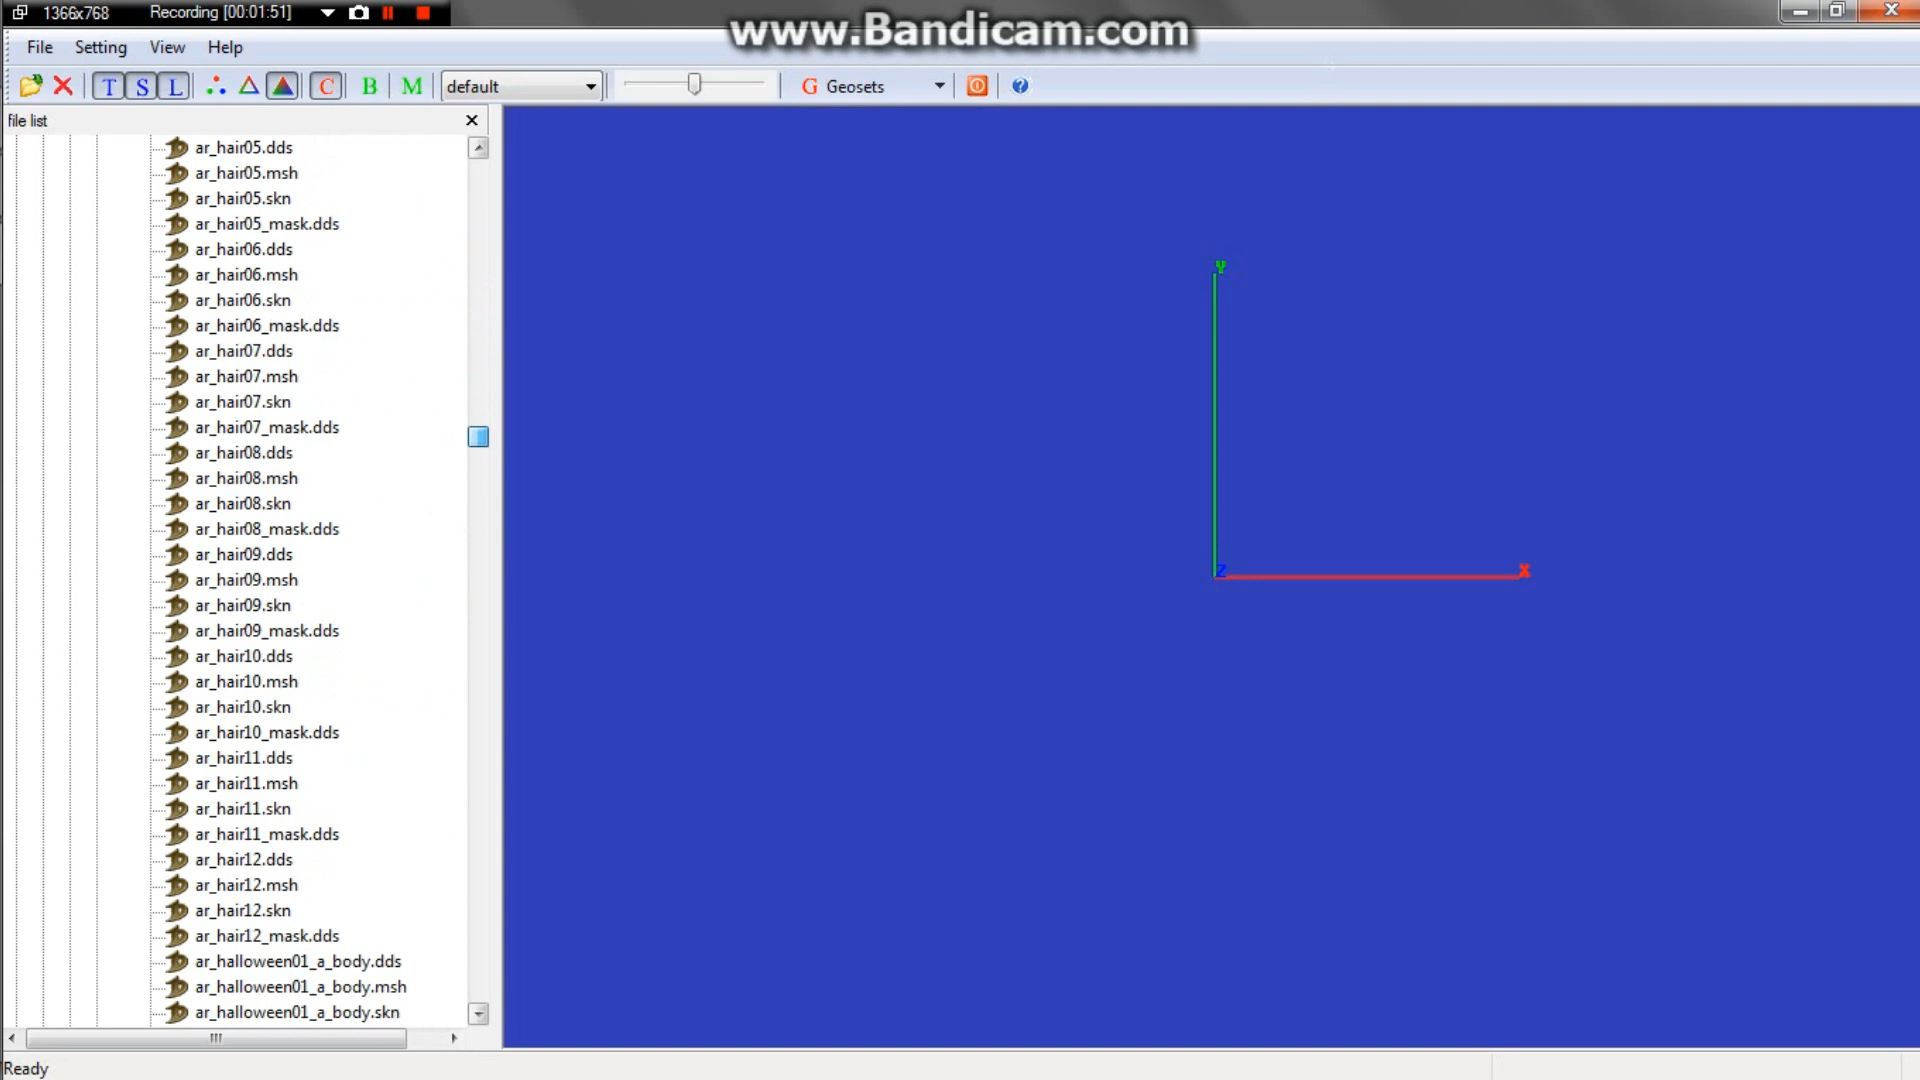 1366x768 Recording [00:01:51]
www.Bandicam.com
File Setting View Help
T S L C B M default G Geosets
file list
ar_hair05.dds
ar_hair05.msh
ar_hair05.skn
ar_hair05_mask.dds
ar_hair06.dds
ar_hair06.msh
ar_hair06.skn
ar_hair06_mask.dds
ar_hair07.dds
ar_hair07.msh
ar_hair07.skn
ar_hair07_mask.dds
ar_hair08.dds
ar_hair08.msh
ar_hair08.skn
ar_hair08_mask.dds
ar_hair09.dds
ar_hair09.msh
ar_hair09.skn
ar_hair09_mask.dds
ar_hair10.dds
ar_hair10.msh
ar_hair10.skn
ar_hair10_mask.dds
ar_hair11.dds
ar_hair11.msh
ar_hair11.skn
ar_hair11_mask.dds
ar_hair12.dds
ar_hair12.msh
ar_hair12.skn
ar_hair12_mask.dds
ar_halloween01_a_body.dds
ar_halloween01_a_body.msh
ar_halloween01_a_body.skn
Y
Z X
Ready